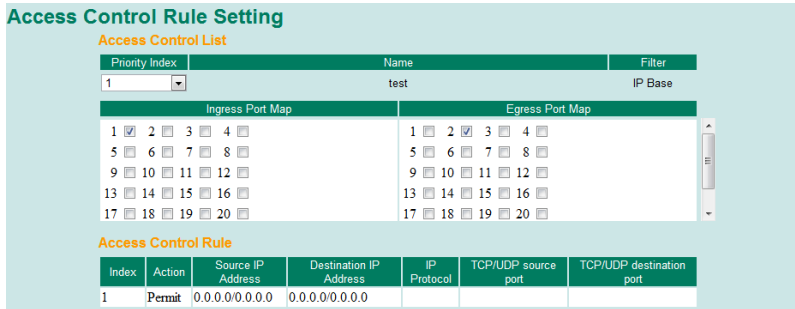 Access Control Rule Setting
Access Control List
Priority Index Name Filter
1 test IP Base
Ingress Port Map Egress Port Map
1 2 3 4 1 2 3 4
5 6 7 8 5 6 7 8
9 10 11 12 9 10 11 12
13 14 15 16 13 14 15 16
17 18 19 20 17 18 19 20
Access Control Rule
Index Action Source IP Address Destination IP Address IP Protocol TCP/UDP source port TCP/UDP destination port
1 Permit 0.0.0.0/0.0.0.0 0.0.0.0/0.0.0.0